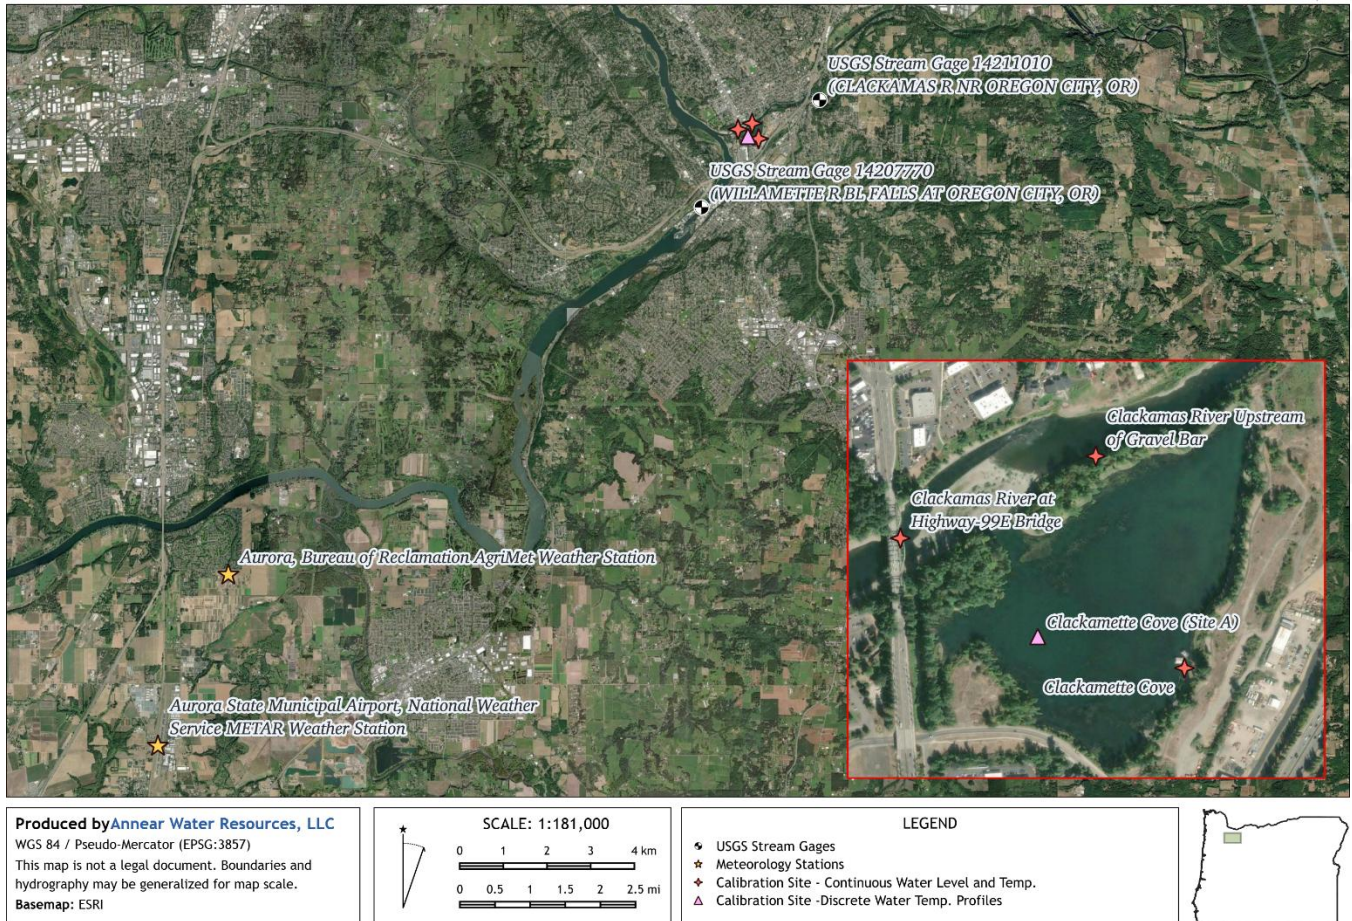 USGS Stream Gage 14211010
(CLACKAMAS R NR OREGON CITY, OR)
USGS Stream Gage 14207770
(WILLAMETTE R BL FALLS AT OREGON CITY, OR)
Clackamas River Upstream
of Gravel Bar
Clackamas River at
Highway-99E Bridge
Aurora, Bureau of Reclamation AgriMet Weather Station
Clackamette Cove (Site A)
Clackamette Cove
Aurora State Municipal Airport, National Weather
Service METAR Weather Station
Produced by Annear Water Resources, LLC
WGS 84 / Pseudo-Mercator (EPSG:3857)
This map is not a legal document. Boundaries and
hydrography may be generalized for map scale.
Basemap: ESRI
SCALE: 1:181,000
0 1 2 3 4 km
0 0.5 1 1.5 2 2.5 mi
LEGEND
USGS Stream Gages
Meteorology Stations
Calibration Site - Continuous Water Level and Temp.
Calibration Site -Discrete Water Temp. Profiles